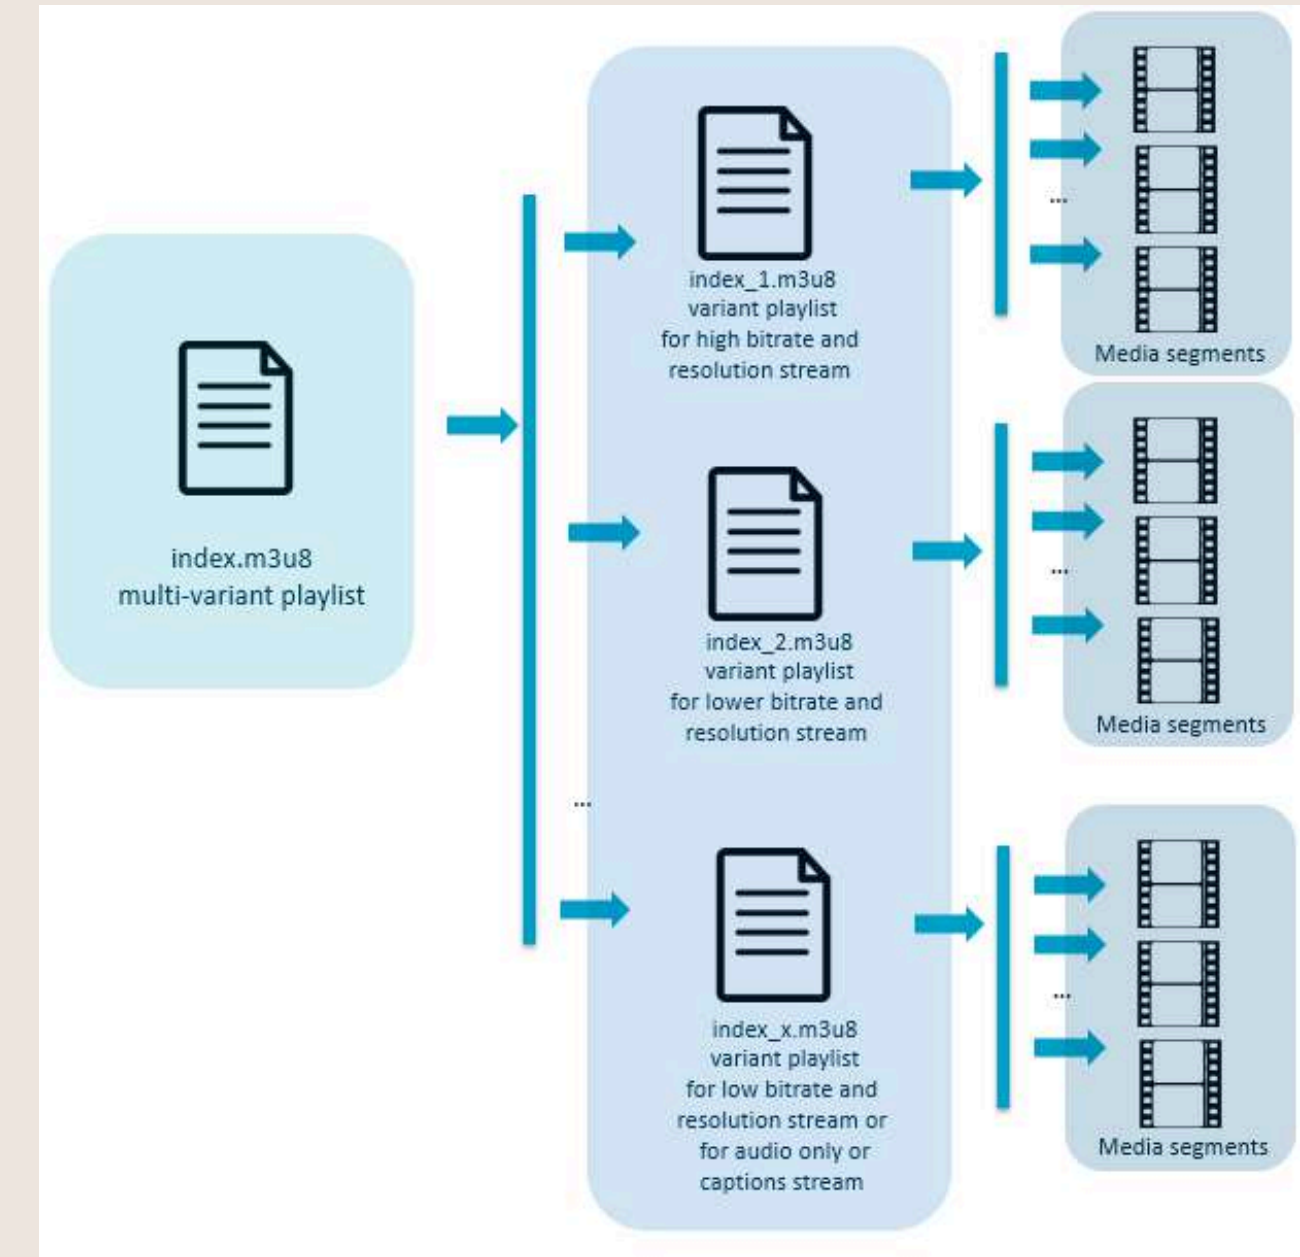 index.m3u8
multi-variant playlist
index_1.m3u8
variant playlist
for high bitrate and
resolution stream
...
Media segments
index_2.m3u8
variant playlist
for lower bitrate and
resolution stream
...
Media segments
...
index_x.m3u8
variant playlist
for low bitrate and
resolution stream or
for audio only or
captions stream
...
Media segments